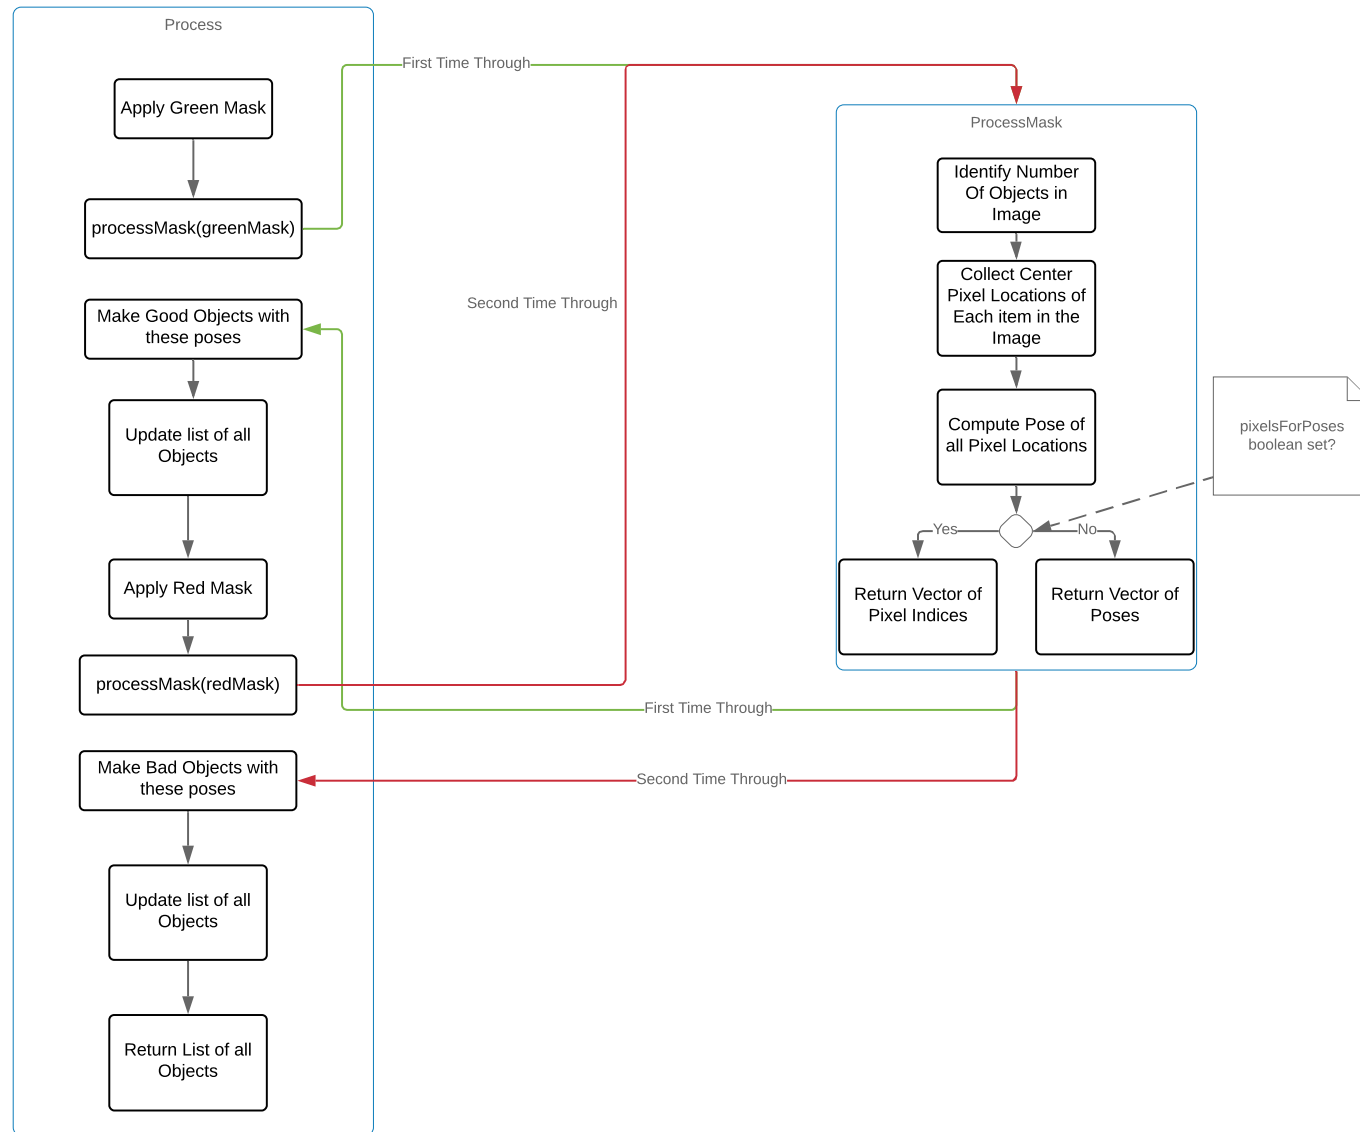 Process
Apply Green Mask
processMask(greenMask)
Make Good Objects with
these poses
Update list of all
Objects
Apply Red Mask
processMask(redMask)
Make Bad Objects with
these poses
Update list of all
Objects
Return List of all
Objects
First Time Through
Second Time Through
First Time Through
Second Time Through
ProcessMask
Identify Number
Of Objects in
Image
Collect Center
Pixel Locations of
Each item in the
Image
Compute Pose of
all Pixel Locations
Yes
No
Return Vector of
Pixel Indices
Return Vector of
Poses
pixelsForPoses
boolean set?